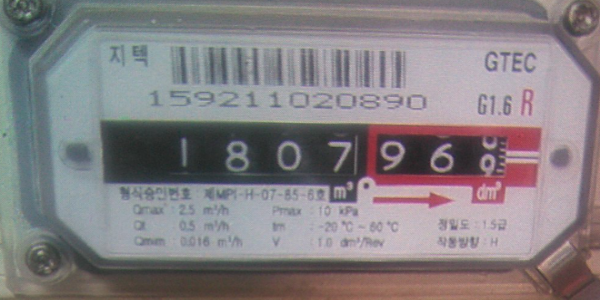 지텍
GTEC
159211020890
G1.6 R
1807 969
형식승인번호 : 제MPI-H-07-85-6호 m³ dm³
Qmax : 2.5 m³/h Pmax : 10 kPa
Qt : 0.5 m³/h tm : -20 °C ~ 60 °C 정밀도 : 1.5급
Qmin : 0.016 m³/h V : 1.0 dm³/Rev 작동방향 : H